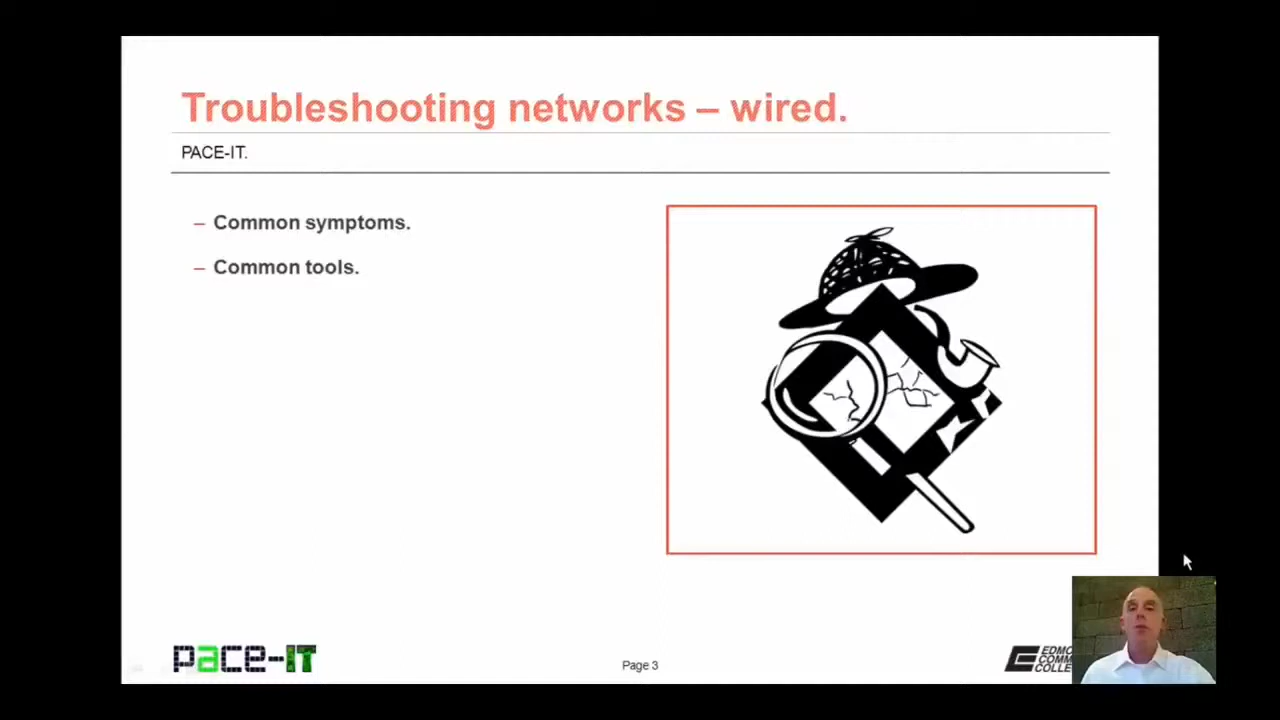 Troubleshooting networks – wired.
PACE-IT.
– Common symptoms.
– Common tools.
pace-IT
Page 3